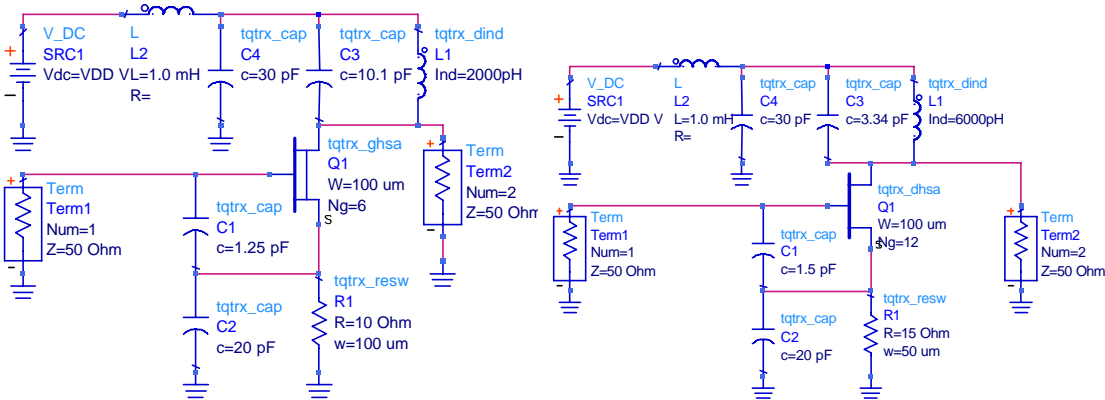 V_DC
SRC1
Vdc=VDD V
L
L2
L=1.0 mH
R=
tqtrx_cap
C4
c=30 pF
tqtrx_cap
C3
c=10.1 pF
tqtrx_dind
L1
Ind=2000pH
tqtrx_ghsa
Q1
W=100 um
Ng=6
S
Term
Term1
Num=1
Z=50 Ohm
tqtrx_cap
C1
c=1.25 pF
Term
Term2
Num=2
Z=50 Ohm
tqtrx_cap
C2
c=20 pF
tqtrx_resw
R1
R=10 Ohm
w=100 um
V_DC
SRC1
Vdc=VDD V
L
L2
L=1.0 mH
R=
tqtrx_cap
C4
c=30 pF
tqtrx_cap
C3
c=3.34 pF
tqtrx_dind
L1
Ind=6000pH
tqtrx_dhsa
Q1
W=100 um
Ng=12
S
Term
Term1
Num=1
Z=50 Ohm
tqtrx_cap
C1
c=1.5 pF
Term
Term2
Num=2
Z=50 Ohm
tqtrx_cap
C2
c=20 pF
tqtrx_resw
R1
R=15 Ohm
w=50 um